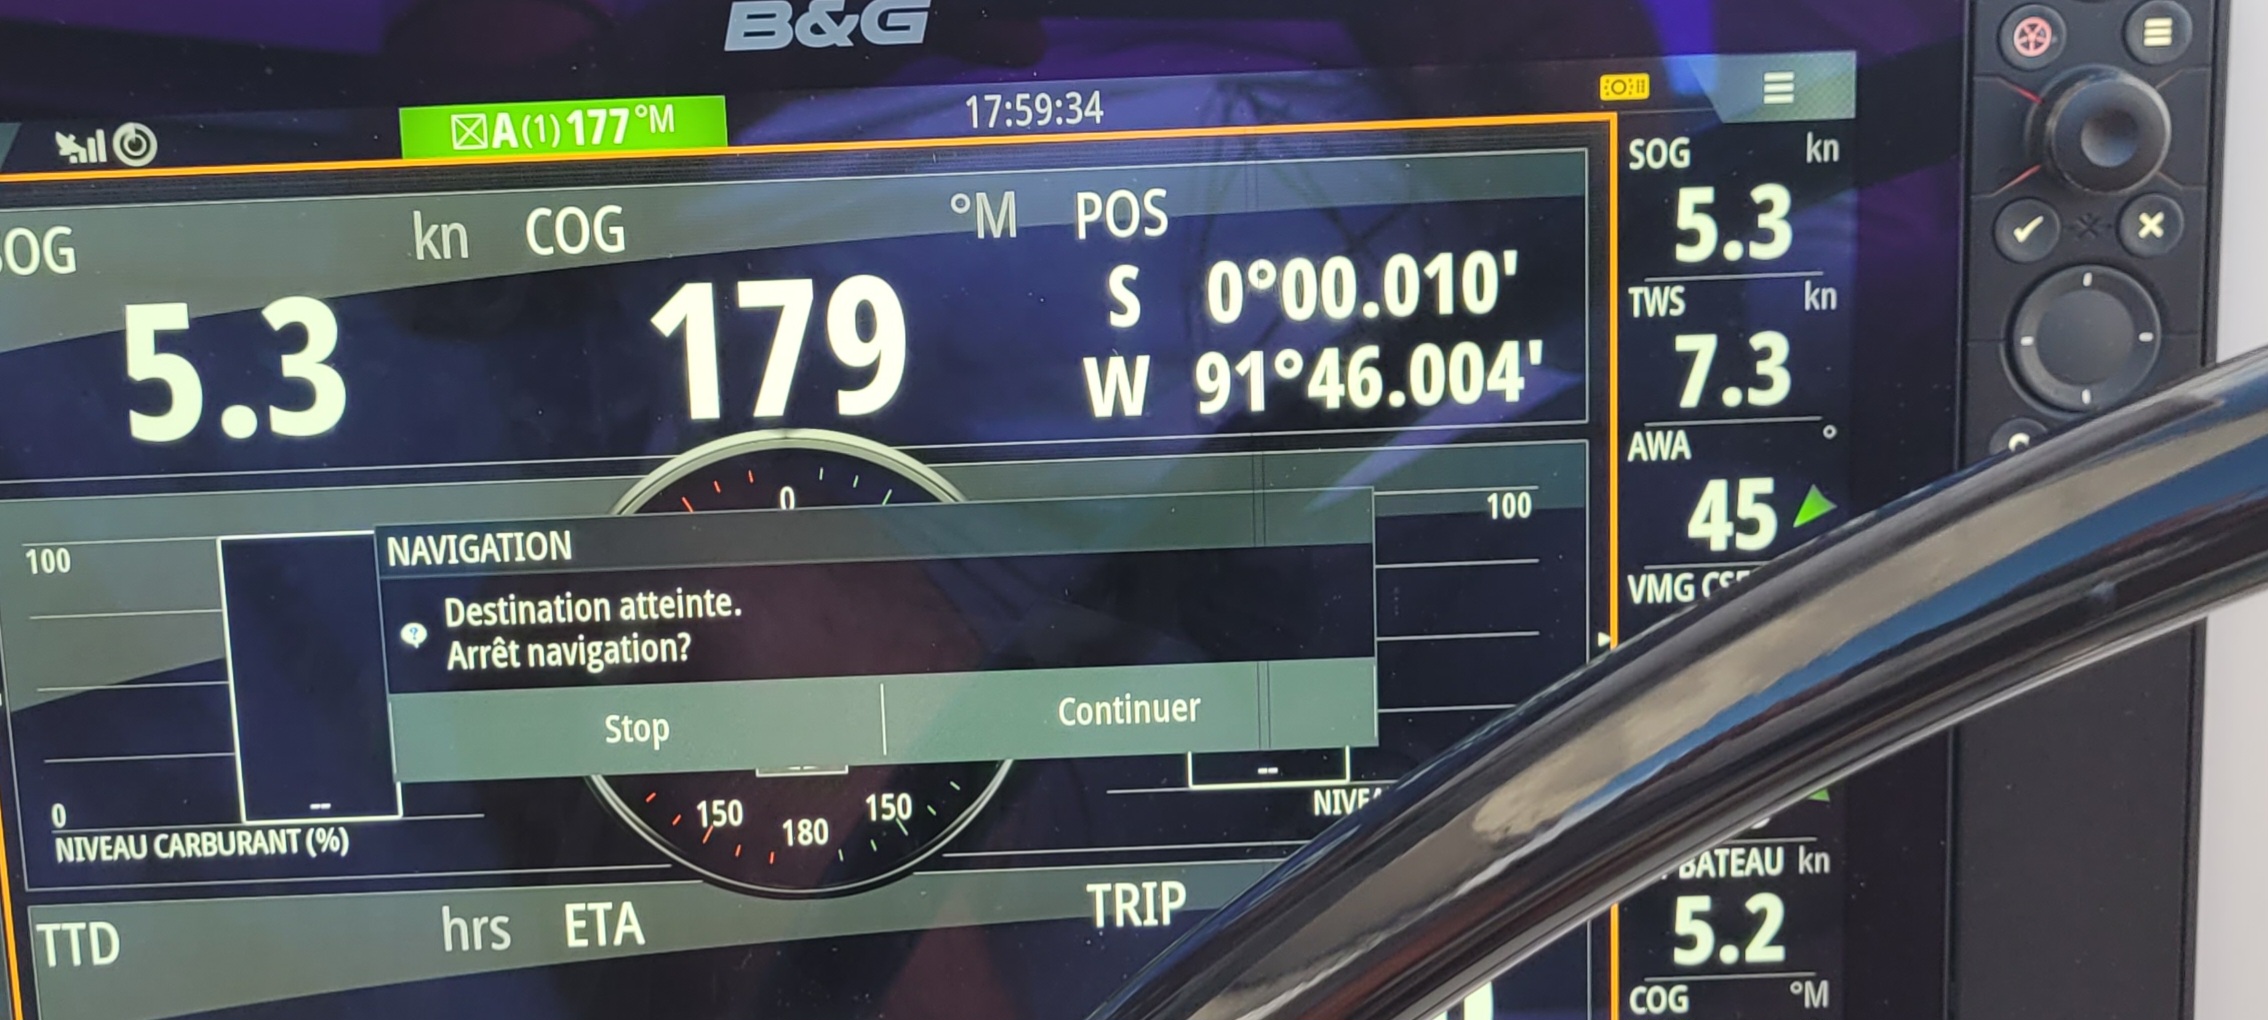 B&G
A(1)177°M
17:59:34
OG kn
5.3
COG °M
179
POS
S 0°00.010'
W 91°46.004'
SOG kn
5.3
TWS kn
7.3
AWA °
45
VMG
100
0
NIVEAU CARBURANT (%)
--
0
150
180
150
100
--
NAVIGATION
Destination atteinte.
Arrêt navigation?
Stop
Continuer
TTD hrs
ETA
TRIP
BATEAU kn
5.2
COG °M